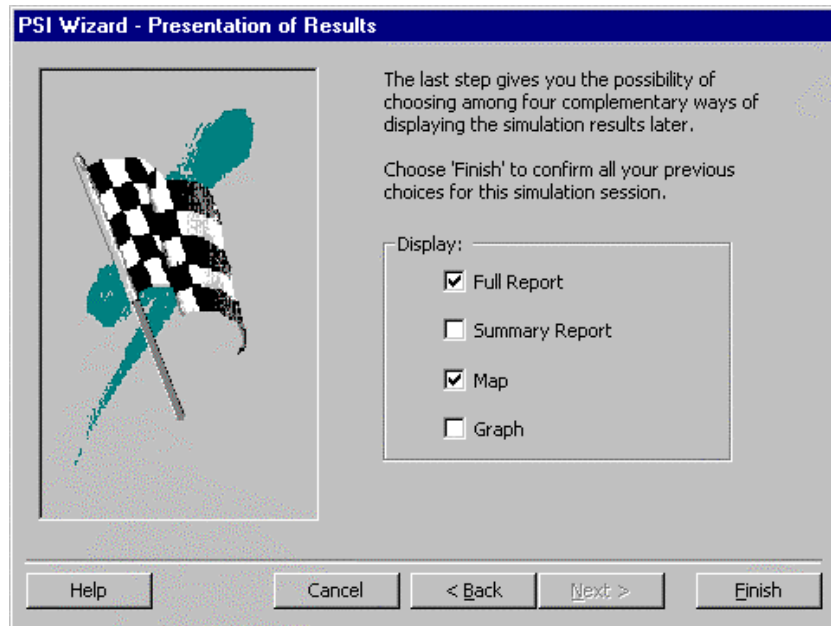 PSI Wizard - Presentation of Results
The last step gives you the possibility of
choosing among four complementary ways of
displaying the simulation results later.
Choose 'Finish' to confirm all your previous
choices for this simulation session.
Display:
Full Report
Summary Report
Map
Graph
Help
Cancel
< Back
Next >
Finish